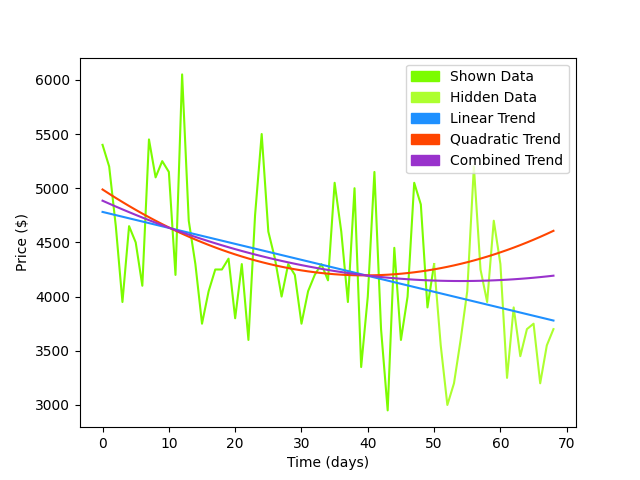 Shown Data
Hidden Data
Linear Trend
Quadratic Trend
Combined Trend
6000
5500
5000
4500
4000
3500
3000
Price ($)
0 10 20 30 40 50 60 70
Time (days)